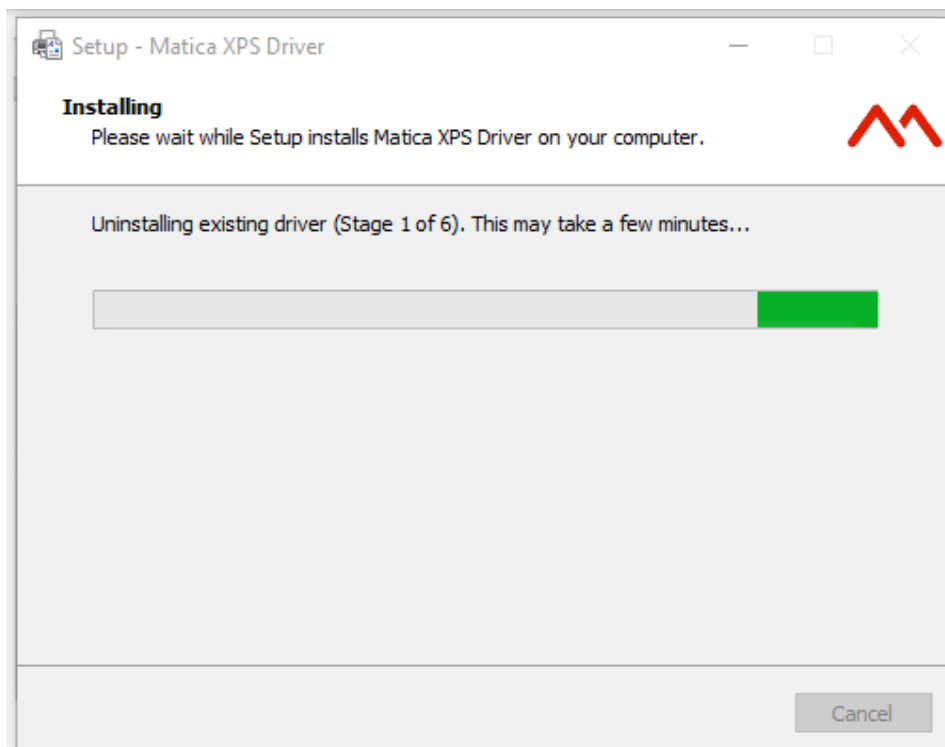 Setup - Matica XPS Driver
Installing
Please wait while Setup installs Matica XPS Driver on your computer.
Uninstalling existing driver (Stage 1 of 6). This may take a few minutes...
Cancel